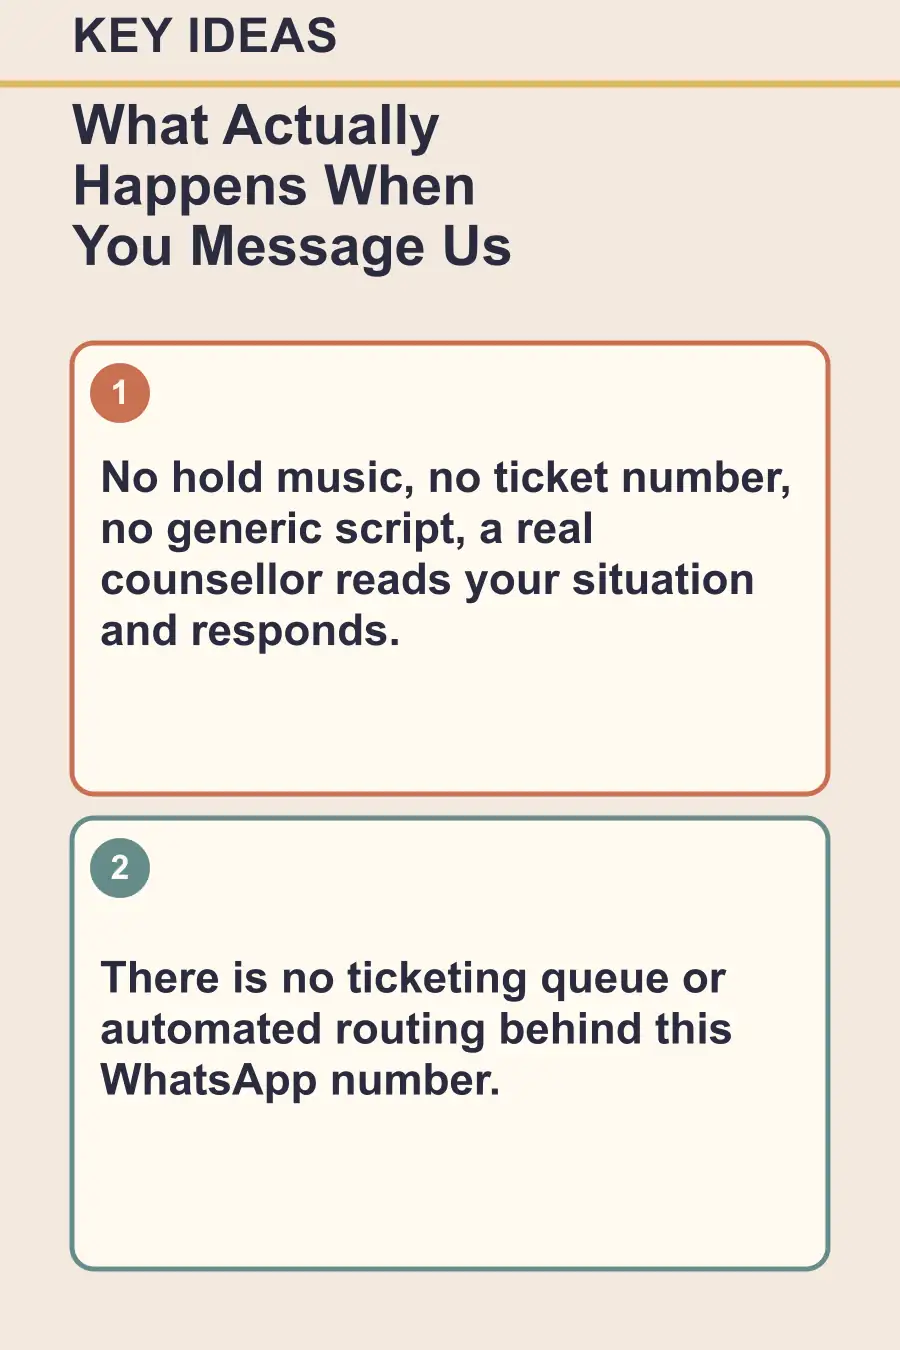 KEY IDEAS
What Actually
Happens When
You Message Us
1
No hold music, no ticket number,
no generic script, a real
counsellor reads your situation
and responds.
2
There is no ticketing queue or
automated routing behind this
WhatsApp number.